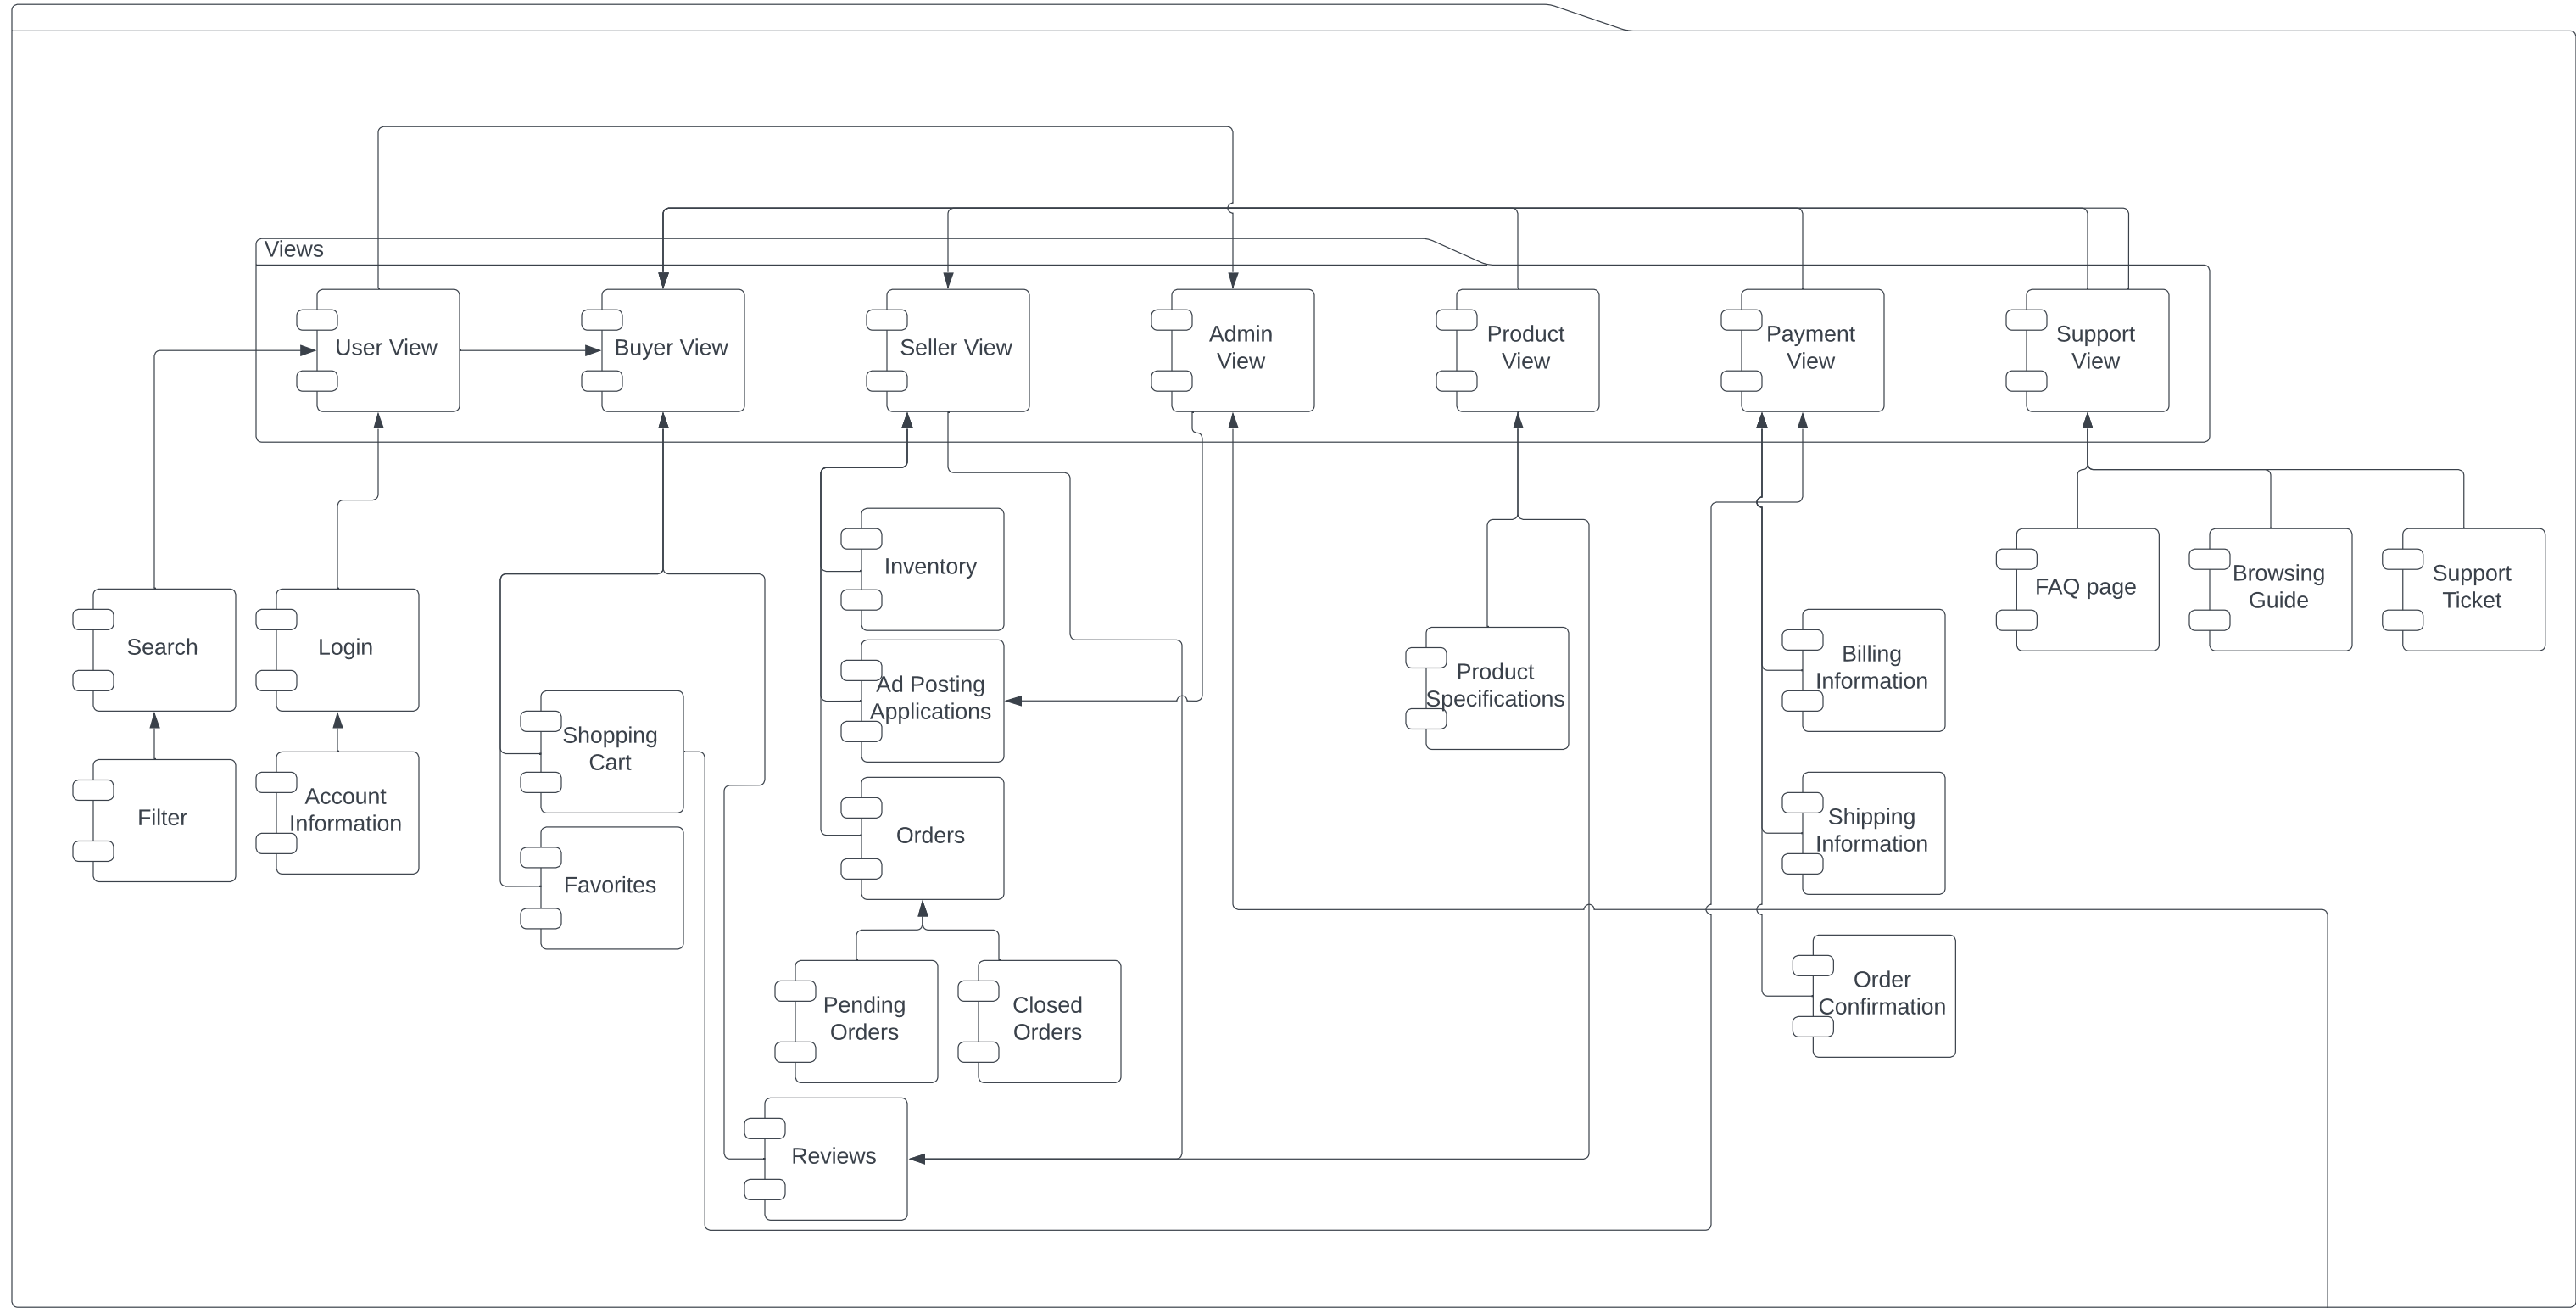 Views
User View
Buyer View
Seller View
Admin
View
Product
View
Payment
View
Support
View
Search
Login
Filter
Account
Information
Shopping
Cart
Favorites
Inventory
Ad Posting
Applications
Orders
Pending
Orders
Closed
Orders
Reviews
Product
Specifications
Billing
Information
Shipping
Information
Order
Confirmation
FAQ page
Browsing
Guide
Support
Ticket